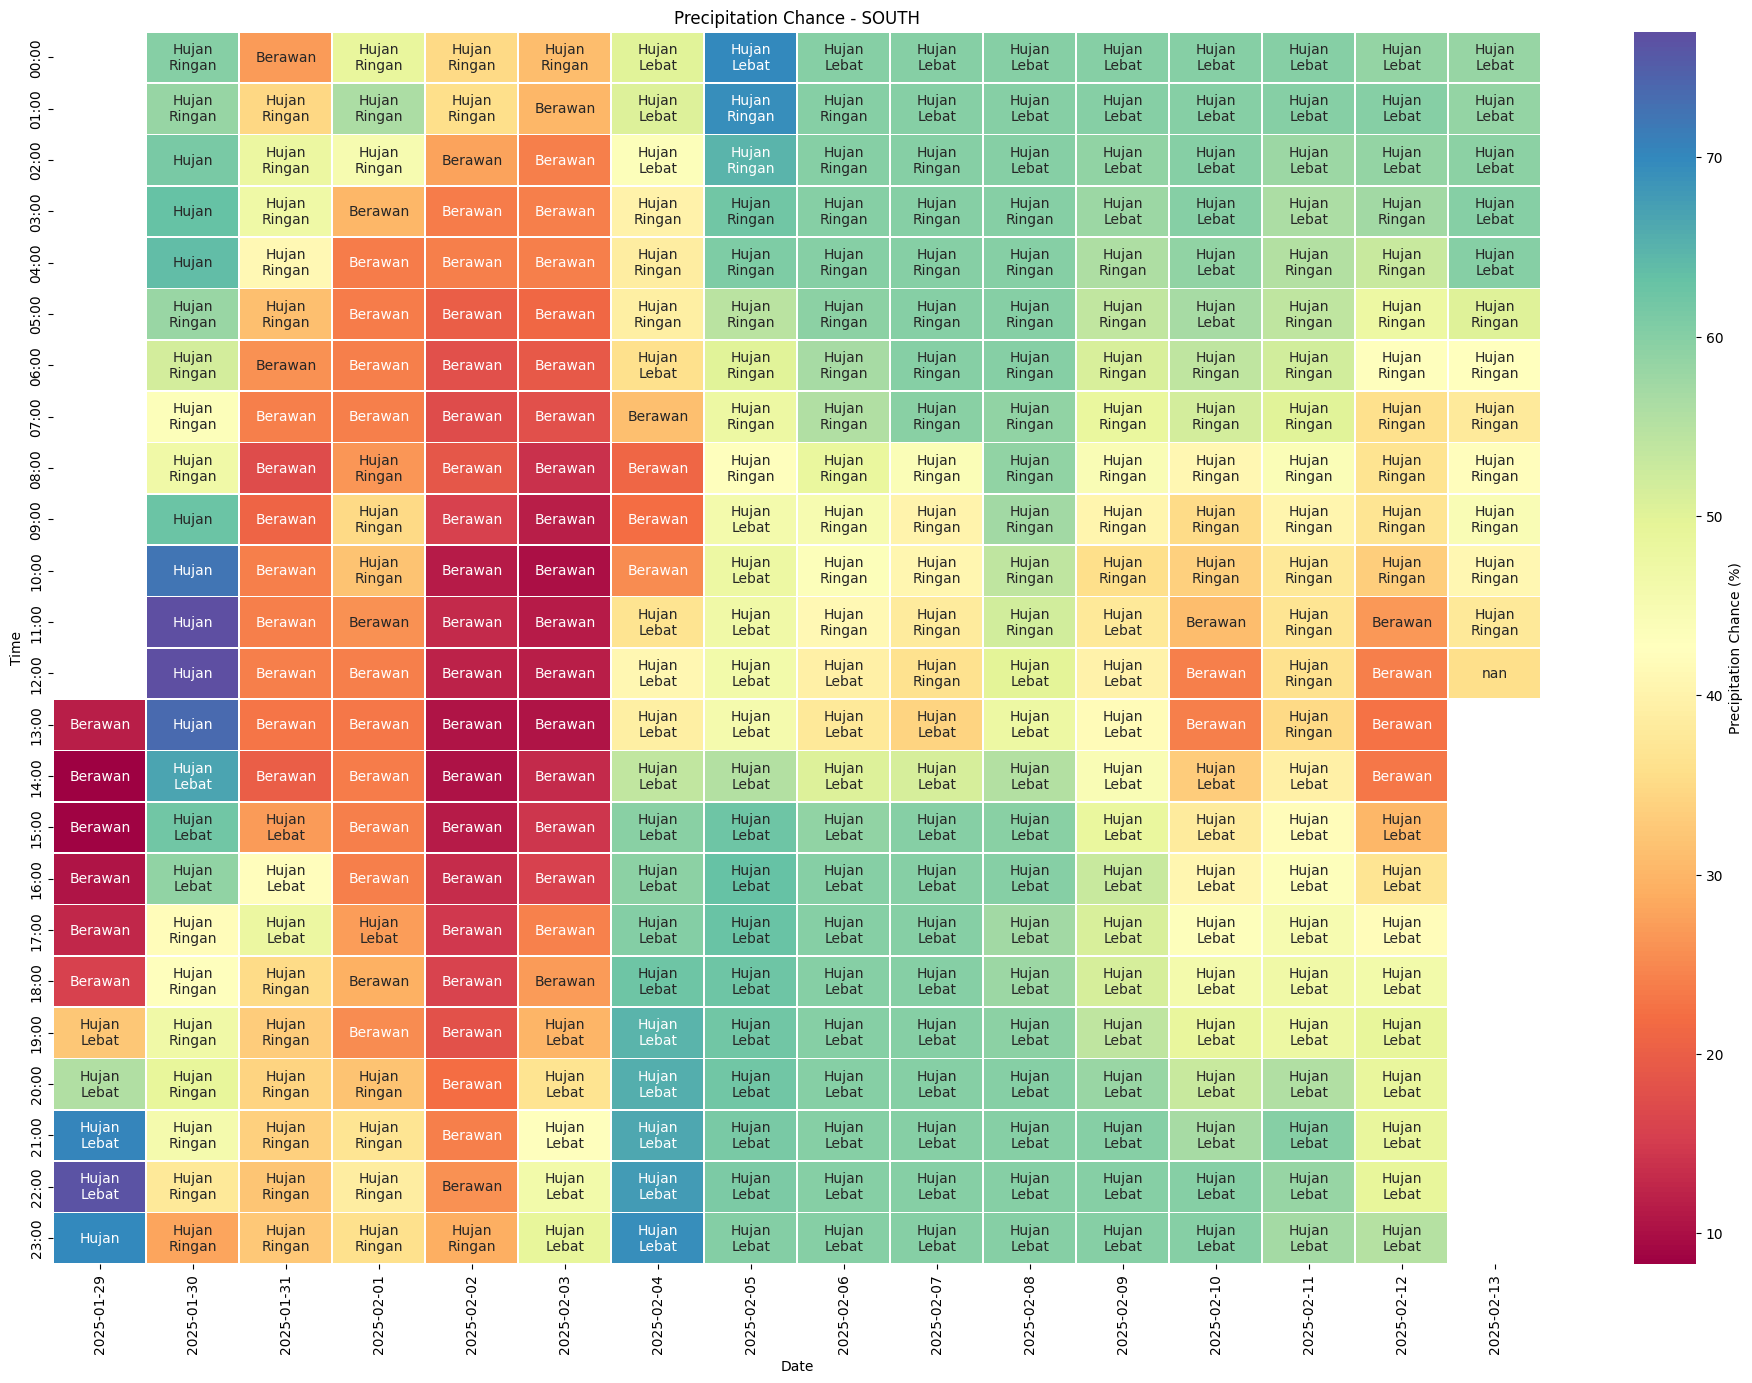 Precipitation Chance - SOUTH
00:00 Hujan Ringan Berawan Hujan Ringan Hujan Ringan Hujan Ringan Hujan Lebat Hujan Lebat Hujan Lebat Hujan Lebat Hujan Lebat Hujan Lebat Hujan Lebat Hujan Lebat Hujan Lebat Hujan Lebat
01:00 Hujan Ringan Hujan Ringan Hujan Ringan Hujan Ringan Berawan Hujan Lebat Hujan Ringan Hujan Ringan Hujan Lebat Hujan Lebat Hujan Lebat Hujan Lebat Hujan Lebat Hujan Lebat Hujan Lebat
02:00 Hujan Hujan Ringan Hujan Ringan Berawan Berawan Hujan Lebat Hujan Ringan Hujan Ringan Hujan Ringan Hujan Lebat Hujan Lebat Hujan Lebat Hujan Lebat Hujan Lebat Hujan Lebat
03:00 Hujan Hujan Ringan Berawan Berawan Berawan Hujan Ringan Hujan Ringan Hujan Ringan Hujan Ringan Hujan Ringan Hujan Lebat Hujan Lebat Hujan Lebat Hujan Ringan Hujan Lebat
04:00 Hujan Hujan Ringan Berawan Berawan Berawan Hujan Ringan Hujan Ringan Hujan Ringan Hujan Ringan Hujan Ringan Hujan Ringan Hujan Lebat Hujan Ringan Hujan Ringan Hujan Lebat
05:00 Hujan Ringan Hujan Ringan Berawan Berawan Berawan Hujan Ringan Hujan Ringan Hujan Ringan Hujan Ringan Hujan Ringan Hujan Ringan Hujan Lebat Hujan Ringan Hujan Ringan Hujan Ringan
06:00 Hujan Ringan Berawan Berawan Berawan Berawan Hujan Lebat Hujan Ringan Hujan Ringan Hujan Ringan Hujan Ringan Hujan Ringan Hujan Ringan Hujan Ringan Hujan Ringan Hujan Ringan
07:00 Hujan Ringan Berawan Berawan Berawan Berawan Berawan Hujan Ringan Hujan Ringan Hujan Ringan Hujan Ringan Hujan Ringan Hujan Ringan Hujan Ringan Hujan Ringan Hujan Ringan
08:00 Hujan Ringan Berawan Hujan Ringan Berawan Berawan Berawan Hujan Ringan Hujan Ringan Hujan Ringan Hujan Ringan Hujan Ringan Hujan Ringan Hujan Ringan Hujan Ringan Hujan Ringan
09:00 Hujan Berawan Hujan Ringan Berawan Berawan Berawan Hujan Lebat Hujan Ringan Hujan Ringan Hujan Ringan Hujan Ringan Hujan Ringan Hujan Ringan Hujan Ringan Hujan Ringan
10:00 Hujan Berawan Hujan Ringan Berawan Berawan Berawan Hujan Lebat Hujan Ringan Hujan Ringan Hujan Ringan Hujan Ringan Hujan Ringan Hujan Ringan Hujan Ringan Hujan Ringan
11:00 Hujan Berawan Berawan Berawan Berawan Hujan Lebat Hujan Lebat Hujan Ringan Hujan Ringan Hujan Ringan Hujan Lebat Berawan Hujan Ringan Berawan Hujan Ringan
12:00 Hujan Berawan Berawan Berawan Berawan Hujan Lebat Hujan Lebat Hujan Lebat Hujan Ringan Hujan Lebat Hujan Lebat Berawan Hujan Ringan Berawan nan
13:00 Berawan Hujan Berawan Berawan Berawan Berawan Hujan Lebat Hujan Lebat Hujan Lebat Hujan Lebat Hujan Lebat Hujan Lebat Berawan Hujan Ringan Berawan
14:00 Berawan Hujan Lebat Berawan Berawan Berawan Berawan Hujan Lebat Hujan Lebat Hujan Lebat Hujan Lebat Hujan Lebat Hujan Lebat Hujan Lebat Hujan Lebat Berawan
15:00 Berawan Hujan Lebat Hujan Lebat Berawan Berawan Berawan Hujan Lebat Hujan Lebat Hujan Lebat Hujan Lebat Hujan Lebat Hujan Lebat Hujan Lebat Hujan Lebat Hujan Lebat
16:00 Berawan Hujan Lebat Hujan Lebat Berawan Berawan Berawan Hujan Lebat Hujan Lebat Hujan Lebat Hujan Lebat Hujan Lebat Hujan Lebat Hujan Lebat Hujan Lebat Hujan Lebat
17:00 Berawan Hujan Ringan Hujan Lebat Hujan Lebat Berawan Berawan Hujan Lebat Hujan Lebat Hujan Lebat Hujan Lebat Hujan Lebat Hujan Lebat Hujan Lebat Hujan Lebat Hujan Lebat
18:00 Berawan Hujan Ringan Hujan Ringan Berawan Berawan Berawan Hujan Lebat Hujan Lebat Hujan Lebat Hujan Lebat Hujan Lebat Hujan Lebat Hujan Lebat Hujan Lebat Hujan Lebat
19:00 Hujan Lebat Hujan Ringan Hujan Ringan Berawan Berawan Hujan Lebat Hujan Lebat Hujan Lebat Hujan Lebat Hujan Lebat Hujan Lebat Hujan Lebat Hujan Lebat Hujan Lebat Hujan Lebat
20:00 Hujan Lebat Hujan Ringan Hujan Ringan Hujan Ringan Berawan Hujan Lebat Hujan Lebat Hujan Lebat Hujan Lebat Hujan Lebat Hujan Lebat Hujan Lebat Hujan Lebat Hujan Lebat Hujan Lebat
21:00 Hujan Lebat Hujan Ringan Hujan Ringan Hujan Ringan Berawan Hujan Lebat Hujan Lebat Hujan Lebat Hujan Lebat Hujan Lebat Hujan Lebat Hujan Lebat Hujan Lebat Hujan Lebat Hujan Lebat
22:00 Hujan Lebat Hujan Ringan Hujan Ringan Hujan Ringan Berawan Hujan Lebat Hujan Lebat Hujan Lebat Hujan Lebat Hujan Lebat Hujan Lebat Hujan Lebat Hujan Lebat Hujan Lebat Hujan Lebat
23:00 Hujan Hujan Ringan Hujan Ringan Hujan Ringan Hujan Ringan Hujan Lebat Hujan Lebat Hujan Lebat Hujan Lebat Hujan Lebat Hujan Lebat Hujan Lebat Hujan Lebat Hujan Lebat Hujan Lebat
2025-01-29 2025-01-30 2025-01-31 2025-02-01 2025-02-02 2025-02-03 2025-02-04 2025-02-05 2025-02-06 2025-02-07 2025-02-08 2025-02-09 2025-02-10 2025-02-11 2025-02-12 2025-02-13
Time
Date
70
60
50
40
30
20
10
Precipitation Chance (%)